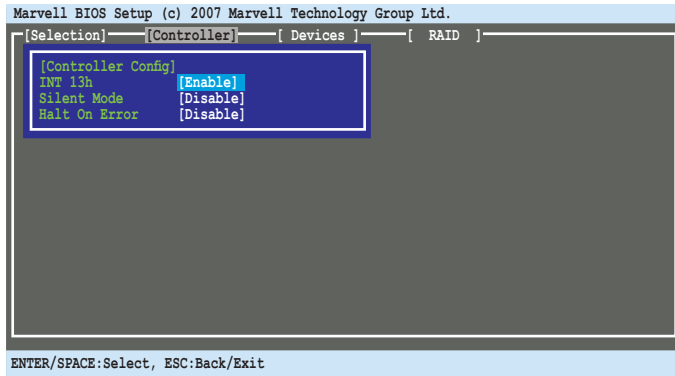 Marvell BIOS Setup (c) 2007 Marvell Technology Group Ltd.
[Selection] [Controller] [ Devices ] [ RAID ]
[Controller Config]
INT 13h [Enable]
Silent Mode [Disable]
Halt On Error [Disable]
ENTER/SPACE:Select, ESC:Back/Exit